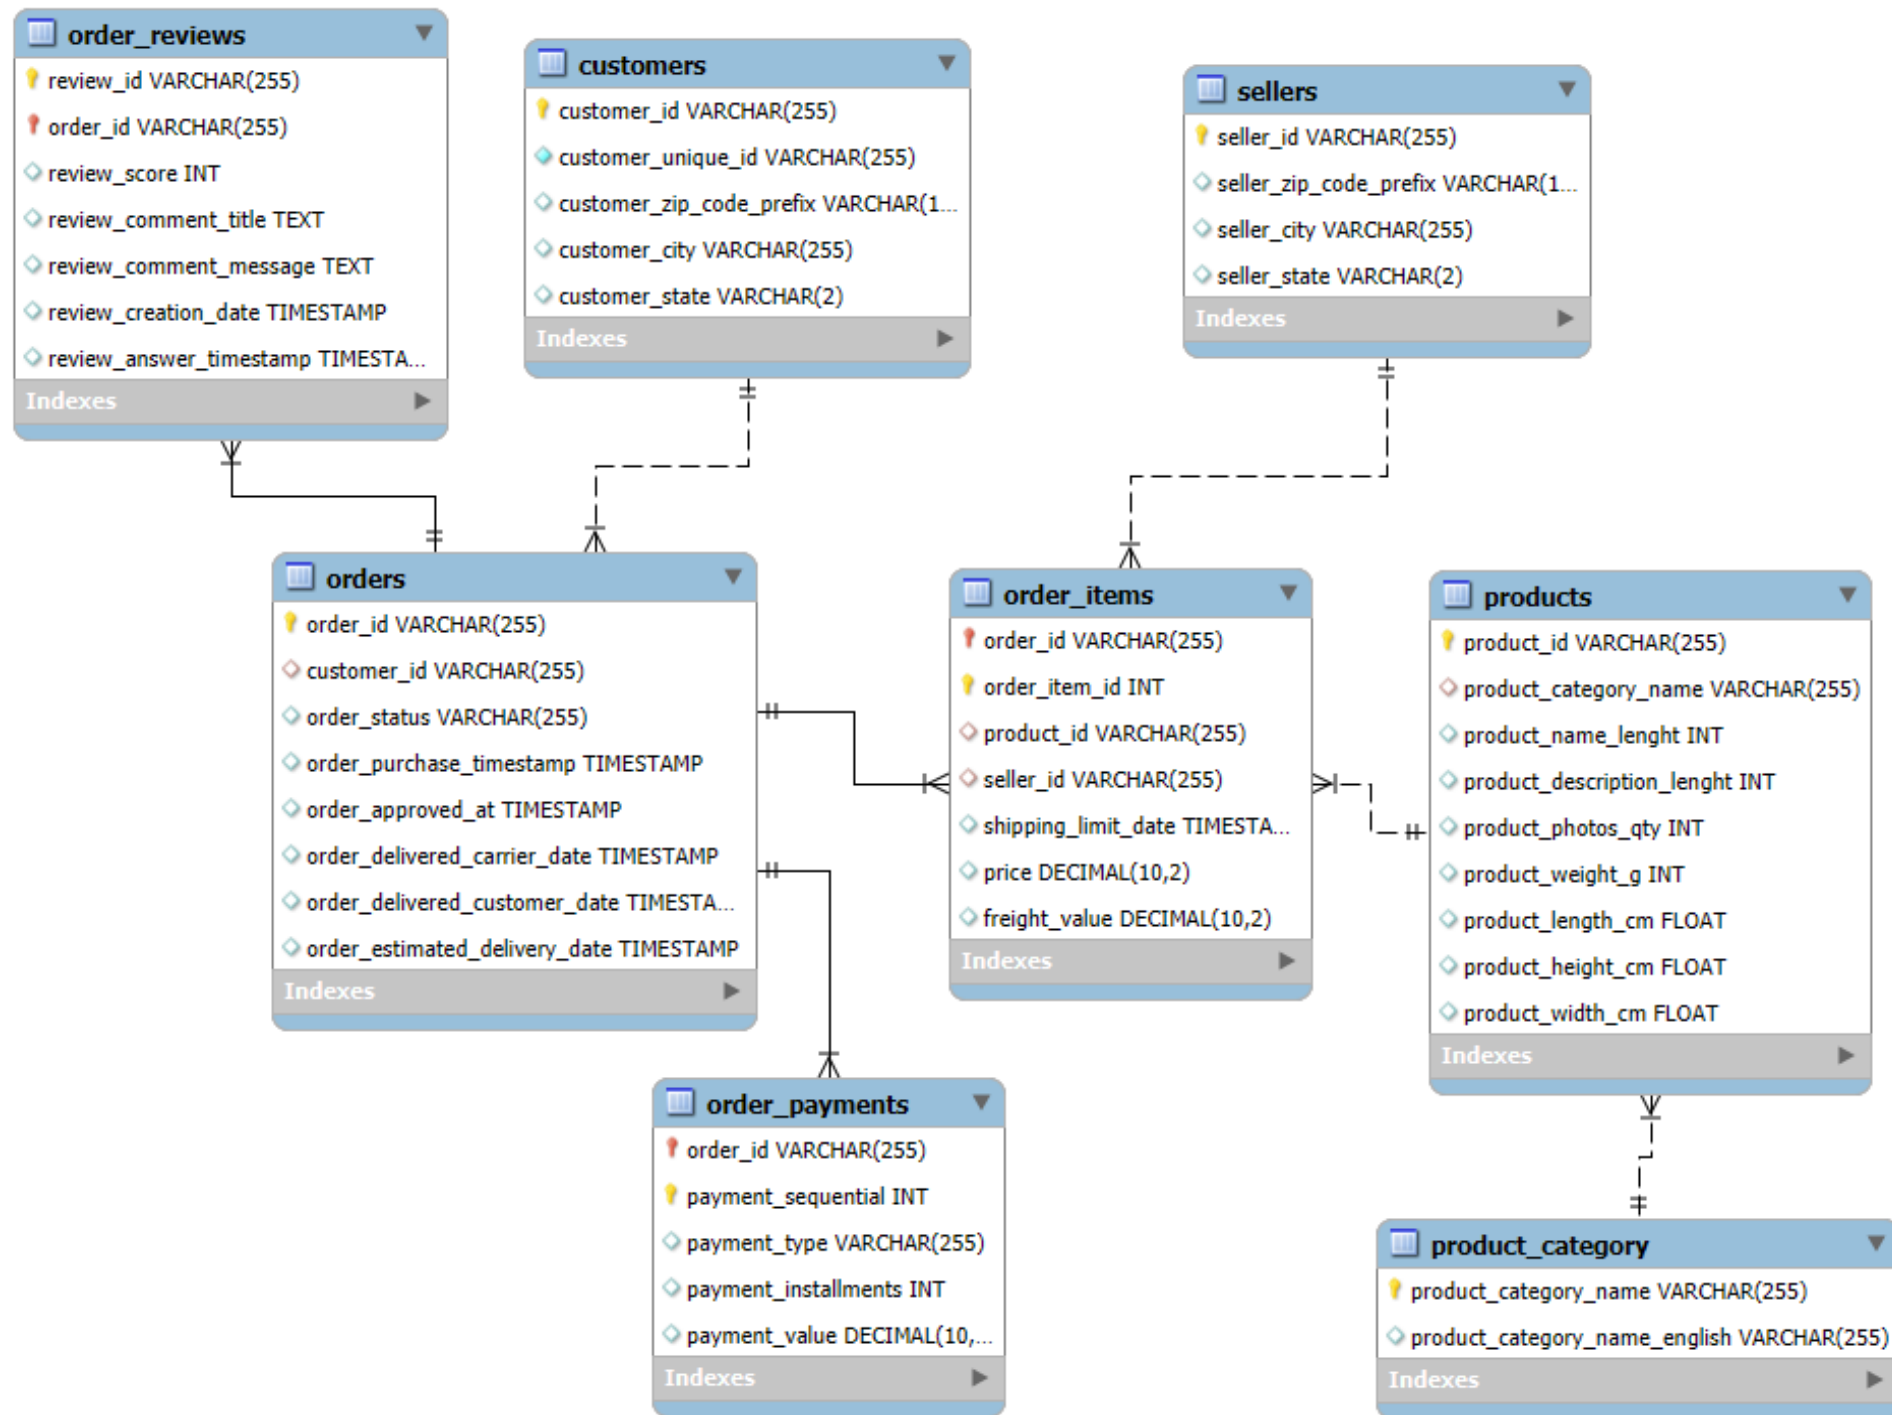 order_reviews
review_id VARCHAR(255)
order_id VARCHAR(255)
review_score INT
review_comment_title TEXT
review_comment_message TEXT
review_creation_date TIMESTAMP
review_answer_timestamp TIMESTA...
Indexes
customers
customer_id VARCHAR(255)
customer_unique_id VARCHAR(255)
customer_zip_code_prefix VARCHAR(1...
customer_city VARCHAR(255)
customer_state VARCHAR(2)
Indexes
sellers
seller_id VARCHAR(255)
seller_zip_code_prefix VARCHAR(1...
seller_city VARCHAR(255)
seller_state VARCHAR(2)
Indexes
orders
order_id VARCHAR(255)
customer_id VARCHAR(255)
order_status VARCHAR(255)
order_purchase_timestamp TIMESTAMP
order_approved_at TIMESTAMP
order_delivered_carrier_date TIMESTAMP
order_delivered_customer_date TIMESTA...
order_estimated_delivery_date TIMESTAMP
Indexes
order_items
order_id VARCHAR(255)
order_item_id INT
product_id VARCHAR(255)
seller_id VARCHAR(255)
shipping_limit_date TIMESTA...
price DECIMAL(10,2)
freight_value DECIMAL(10,2)
Indexes
products
product_id VARCHAR(255)
product_category_name VARCHAR(255)
product_name_lenght INT
product_description_lenght INT
product_photos_qty INT
product_weight_g INT
product_length_cm FLOAT
product_height_cm FLOAT
product_width_cm FLOAT
Indexes
order_payments
order_id VARCHAR(255)
payment_sequential INT
payment_type VARCHAR(255)
payment_installments INT
payment_value DECIMAL(10,...
Indexes
product_category
product_category_name VARCHAR(255)
product_category_name_english VARCHAR(255)
Indexes